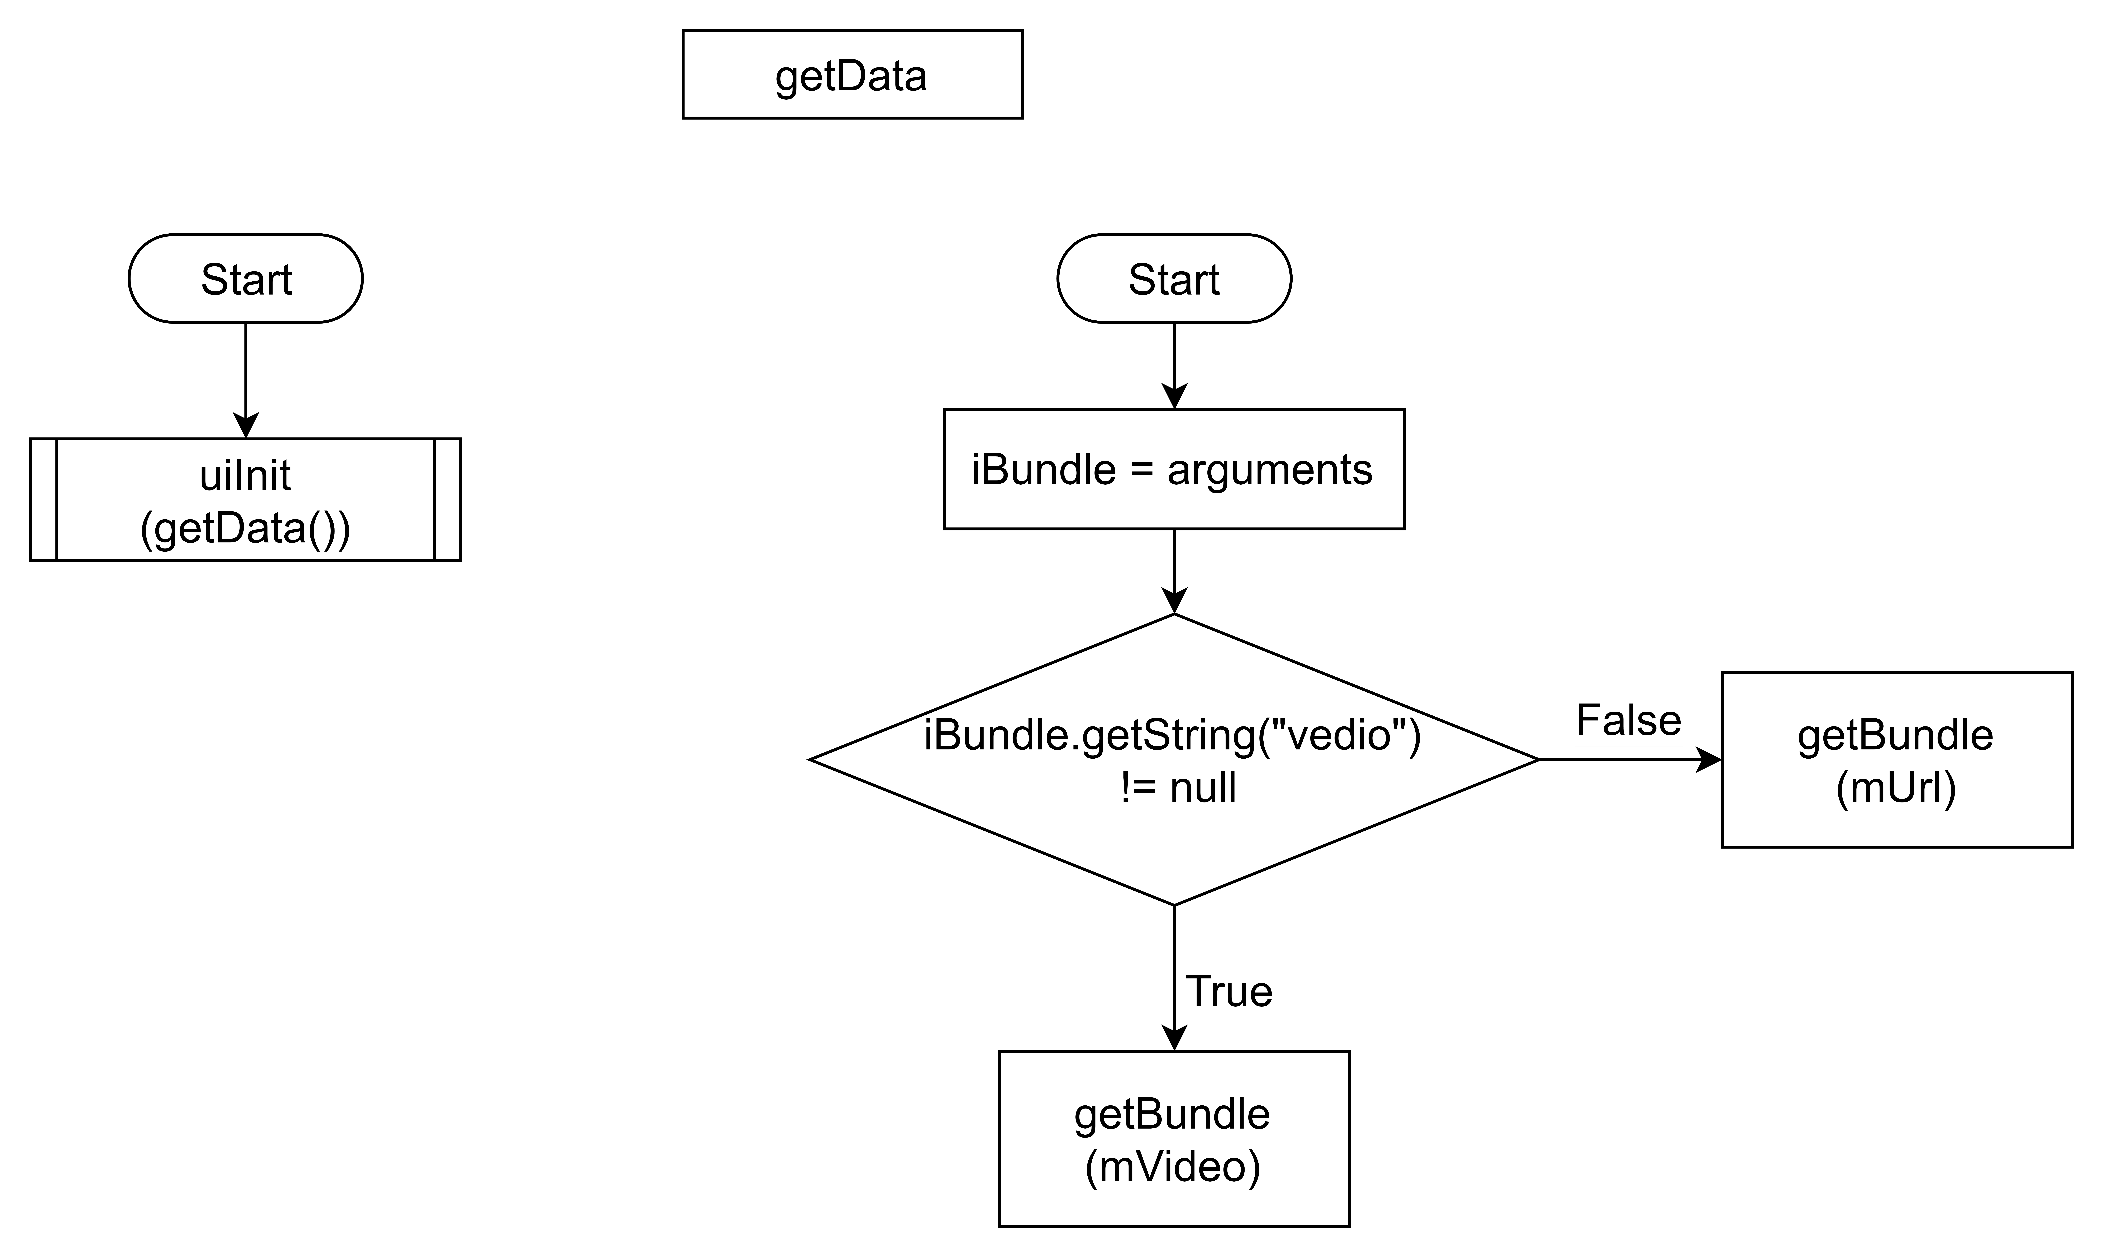 getData
Start
uiInit
(getData())
Start
iBundle = arguments
iBundle.getString("vedio")
!= null
False
getBundle
(mUrl)
True
getBundle
(mVideo)